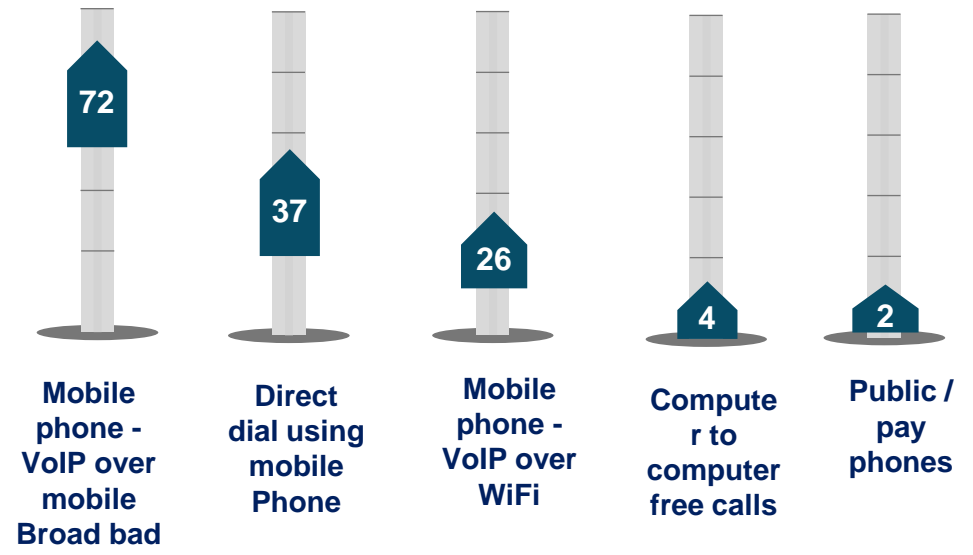 72
37
26
4
2
Mobile
phone -
VoIP over
mobile
Broad bad
Direct
dial using
mobile
Phone
Mobile
phone -
VoIP over
WiFi
Compute
r to
computer
free calls
Public /
pay
phones